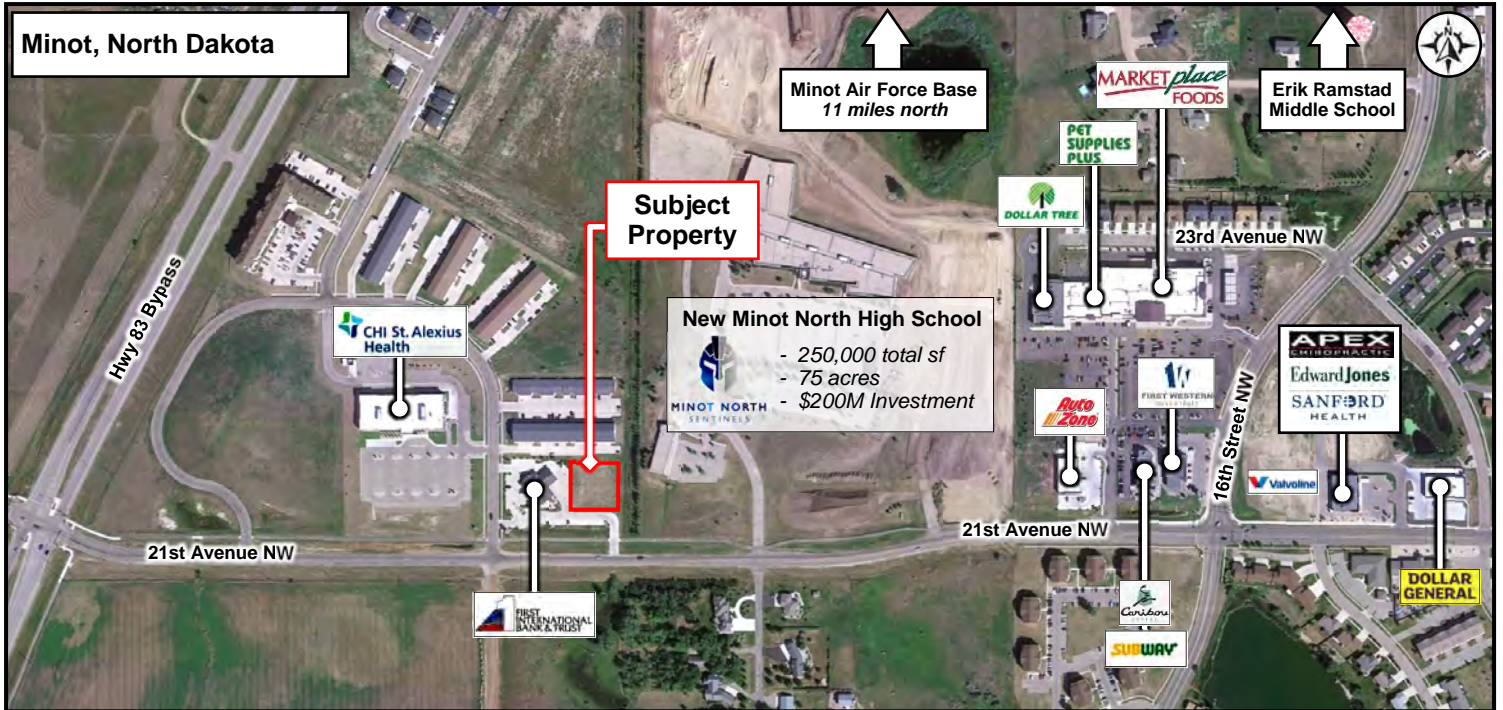 Minot, North Dakota
Minot Air Force Base
11 miles north
Erik Ramstad
Middle School
N
MARKETplace
FOODS
PET
SUPPLIES
PLUS
DOLLAR TREE
Subject
Property
23rd Avenue NW
Hwy 83 Bypass
CHI St. Alexius
Health
New Minot North High School
- 250,000 total sf
- 75 acres
- $200M Investment
MINOT NORTH
SENTINELS
Auto
Zone
FIRST WESTERN
16th Street NW
APEX
CHIROPRACTIC
Edward Jones
SANFORD
HEALTH
Valvoline
21st Avenue NW
21st Avenue NW
FIRST
INTERNATIONAL
BANK & TRUST
Caribou
COFFEE
SUBWAY
DOLLAR
GENERAL